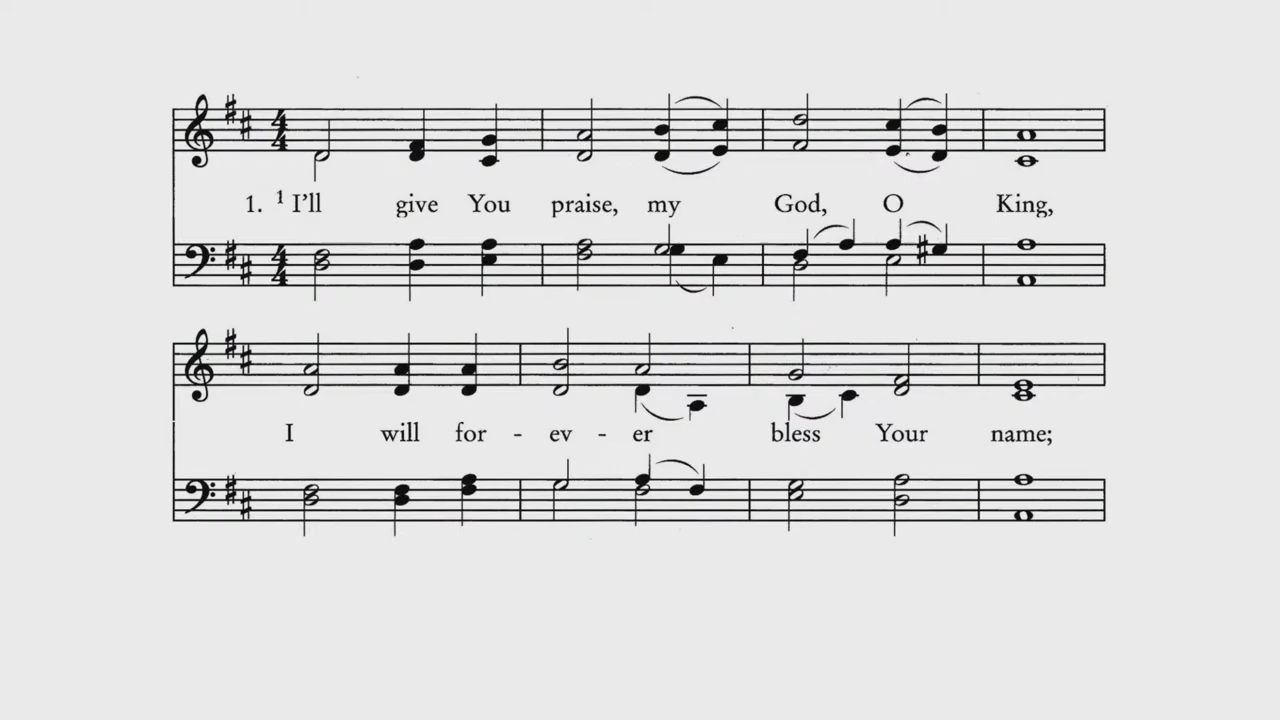 1. ¹ I’ll give You praise, my God, O King,
I will for - ev - er bless Your name;